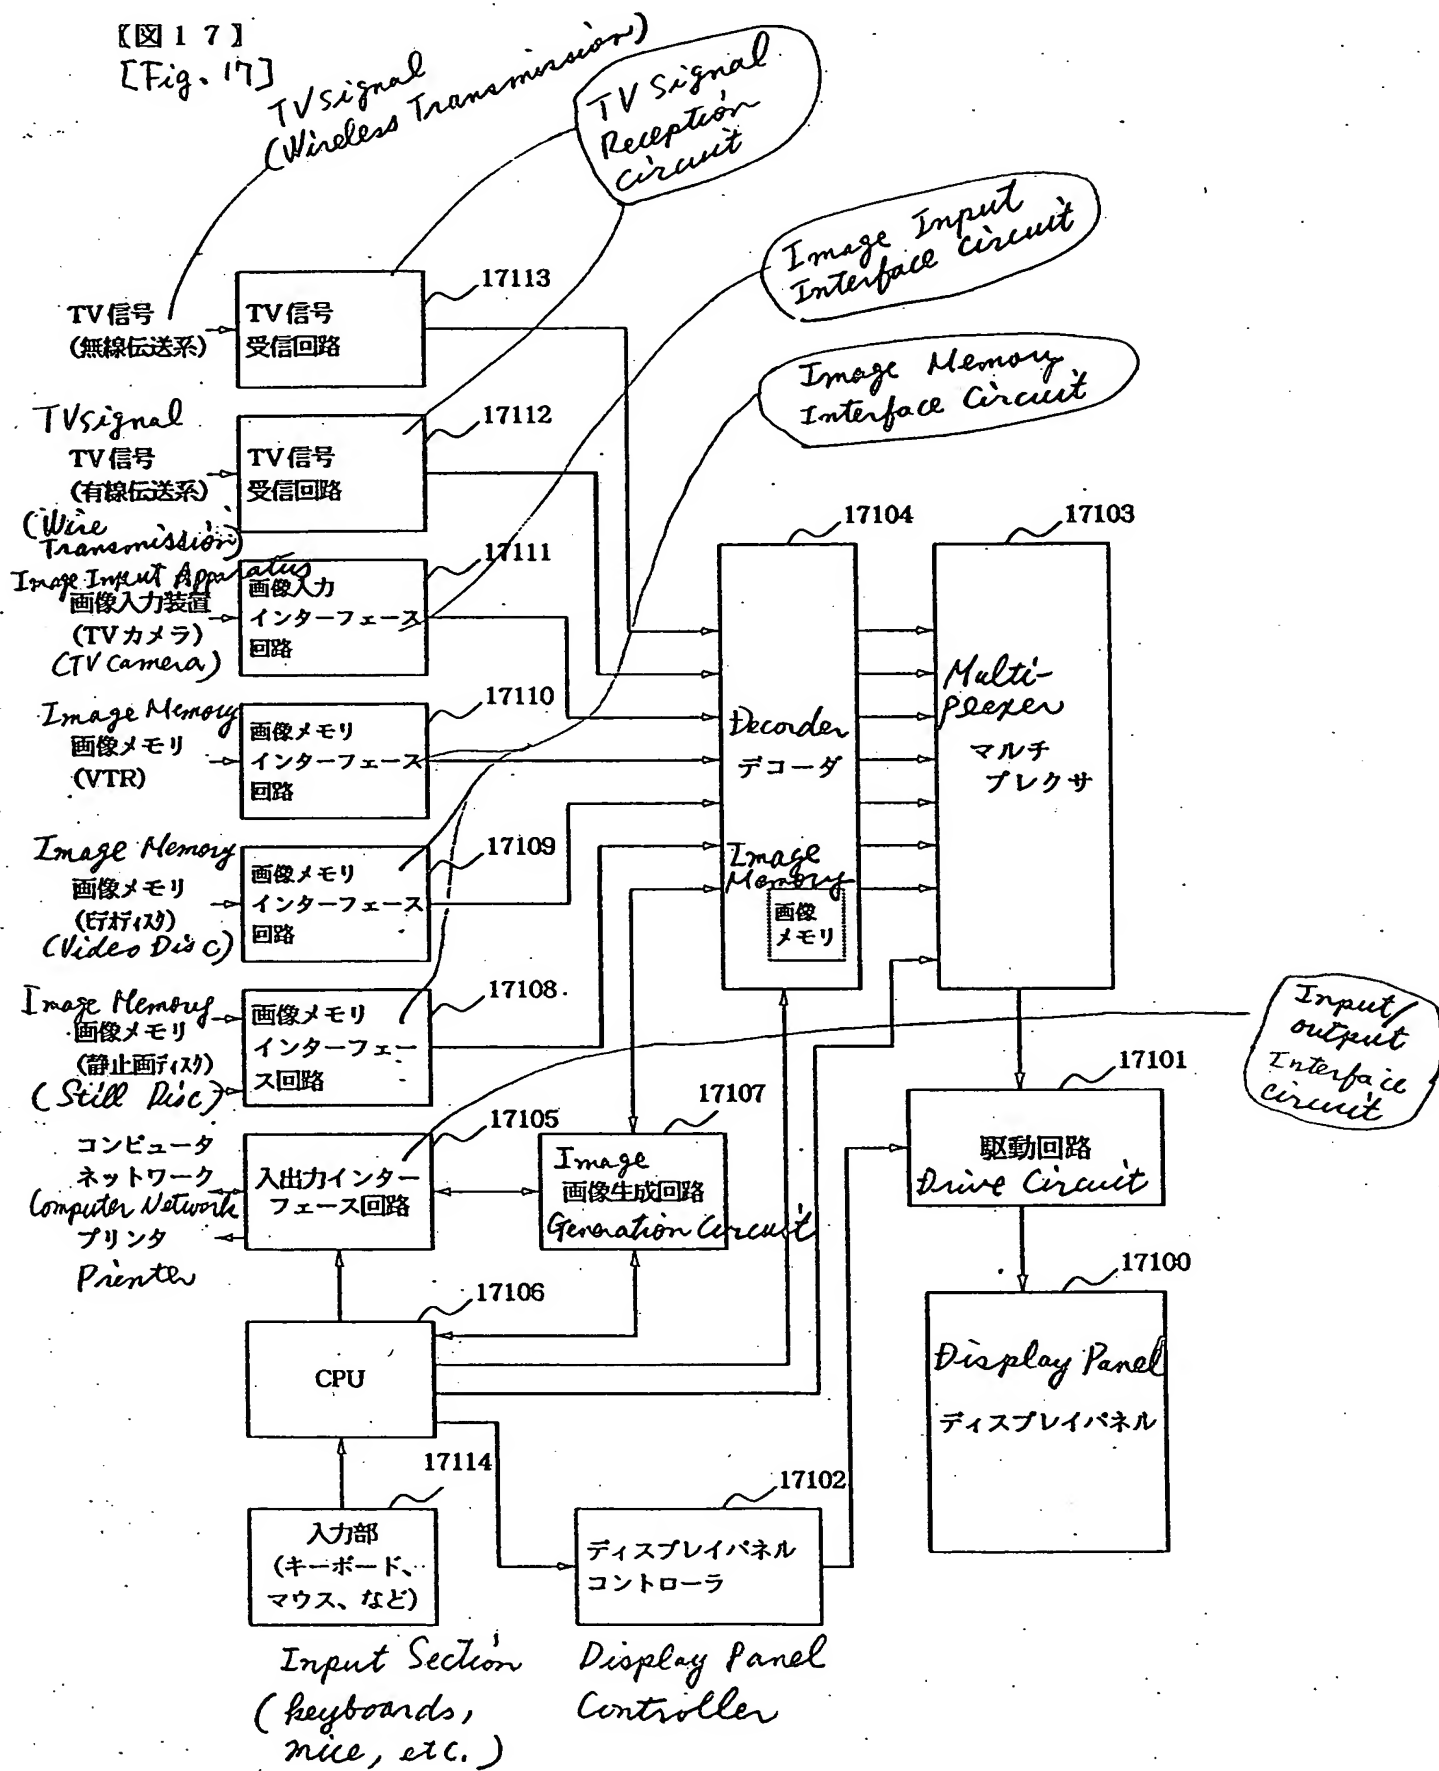 【図17】
[Fig. 17]
TV signal
(Wireless Transmission)
TV Signal
Reception
circuit
Image Input
Interface circuit
Image Memory
Interface Circuit
17113
TV信号
(無線伝送系)
TV信号
受信回路
17112
TV signal
TV信号
(有線伝送系)
(Wire
Transmission)
TV信号
受信回路
17111
Image Input Apparatus
画像入力装置
(TVカメラ)
(TV Camera)
画像入力
インターフェース
回路
17110
Image Memory
画像メモリ
(VTR)
画像メモリ
インターフェース
回路
17109
Image Memory
画像メモリ
(ビデオディスク)
(Video Disc)
画像メモリ
インターフェース
回路
17108
Image Memory
画像メモリ
(静止画ディスク)
(Still Disc)
画像メモリ
インターフェー
ス回路
17104
Decorder
デコーダ
Image
Memory
画像
メモリ
17103
Multi-
plexer
マルチ
プレクサ
Input/
output
Interface
circuit
17105
コンピュータ
ネットワーク
Computer Network
プリンタ
Printer
入出力インター
フェース回路
17107
Image
画像生成回路
Generation Circuit
17101
駆動回路
Drive Circuit
17100
Display Panel
ディスプレイパネル
17106
CPU
17114
入力部
(キーボード、
マウス、など)
Input Section
(keyboards,
mice, etc.)
17102
ディスプレイパネル
コントローラ
Display Panel
Controller